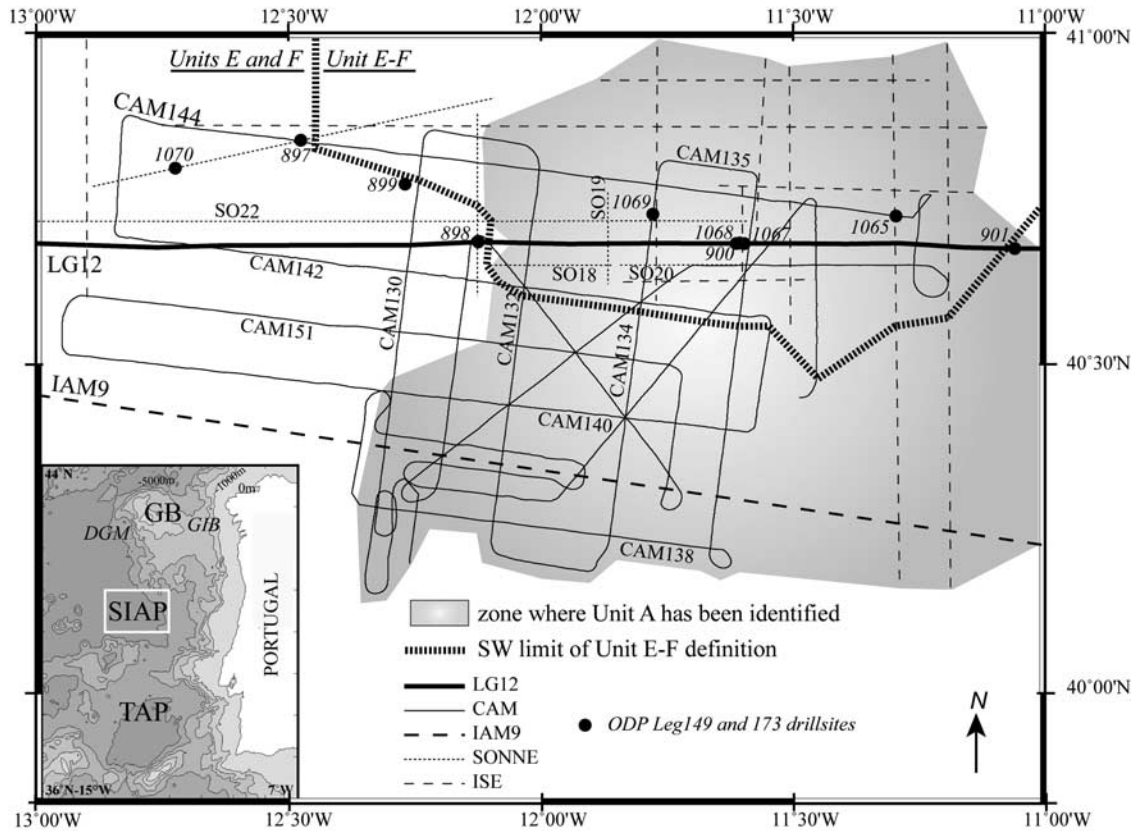 13°00'W 12°30'W 12°00'W 11°30'W 11°00'W
41°00'N
Units E and F Unit E-F
CAM144
1070
897
899
CAM135
SO19
1069
SO22
898
1068
1067
900
1065
901
LG12
CAM142
SO18
SO20
CAM130
CAM132
CAM134
CAM151
40°30'N
IAM9
CAM140
CAM138
44°N
-5000m
-1000m
0m
GB
DGM
GIB
SIAP
PORTUGAL
TAP
36°N-15°W
7°W
zone where Unit A has been identified
SW limit of Unit E-F definition
LG12
CAM
IAM9
SONNE
ISE
ODP Leg149 and 173 drillsites
N
40°00'N
13°00'W 12°30'W 12°00'W 11°30'W 11°00'W